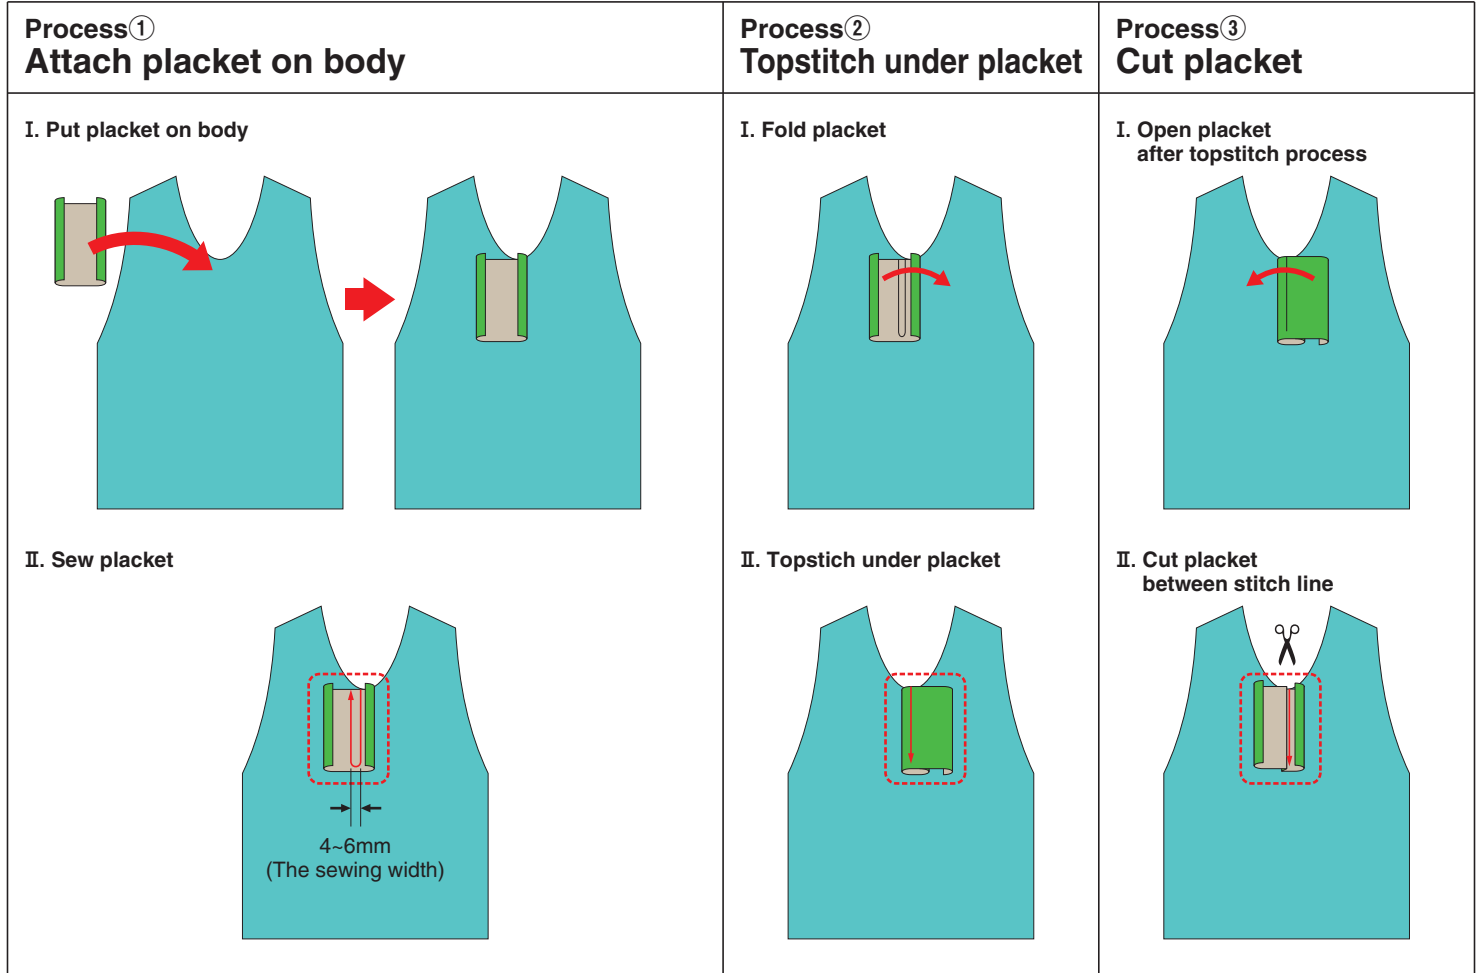 Process①
Attach placket on body
Process②
Topstitch under placket
Process③
Cut placket
Ⅰ. Put placket on body
Ⅱ. Sew placket
4~6mm
(The sewing width)
Ⅰ. Fold placket
Ⅱ. Topstich under placket
Ⅰ. Open placket
after topstitch process
Ⅱ. Cut placket
between stitch line